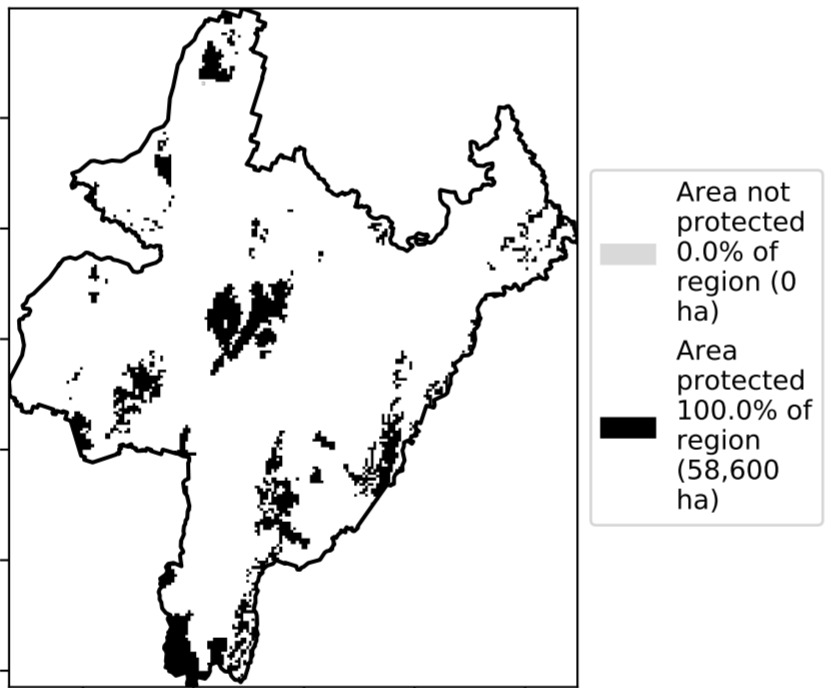 Area not
protected
0.0% of
region (0
ha)
Area
protected
100.0% of
region
(58,600
ha)